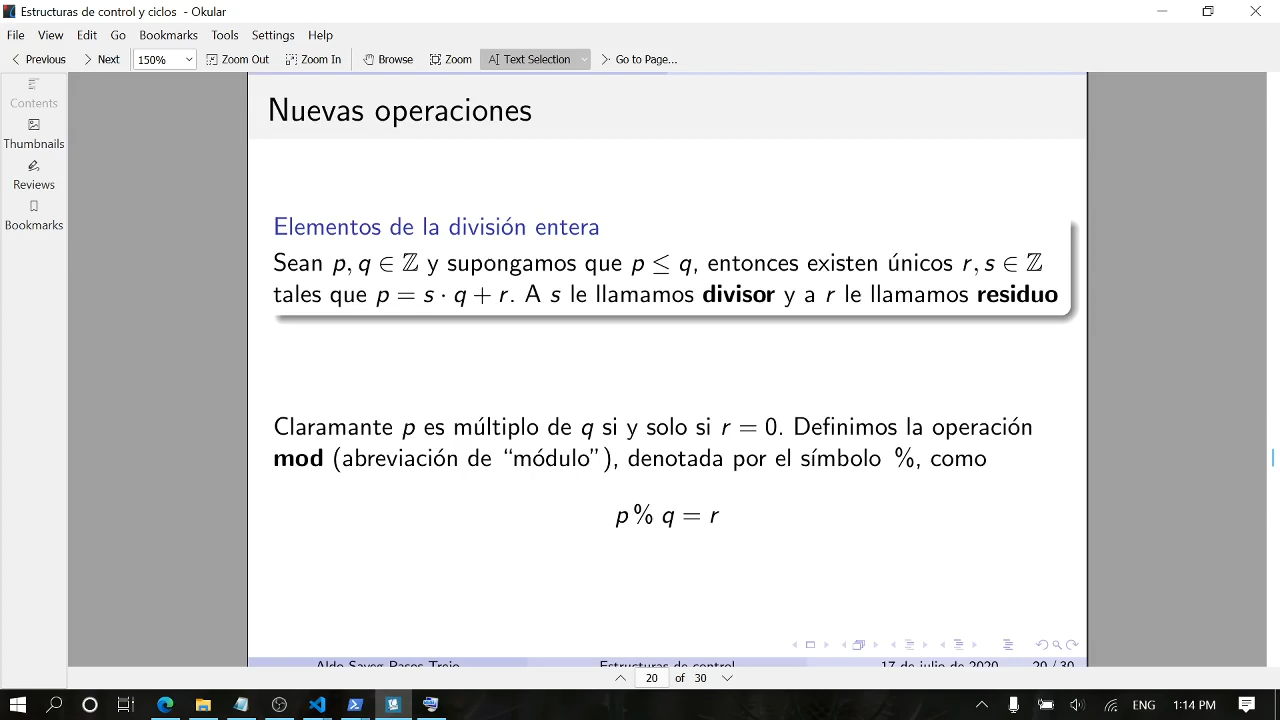 Estructuras de control y ciclos - Okular
File View Edit Go Bookmarks Tools Settings Help
Previous Next 150% Zoom Out Zoom In Browse Zoom Text Selection Go to Page...
Contents
Thumbnails
Reviews
Bookmarks
Nuevas operaciones
Elementos de la división entera
Sean p, q ∈ ℤ y supongamos que p ≤ q, entonces existen únicos r, s ∈ ℤ
tales que p = s · q + r. A s le llamamos divisor y a r le llamamos residuo
Claramante p es múltiplo de q si y solo si r = 0. Definimos la operación
mod (abreviación de “módulo”), denotada por el símbolo %, como
p % q = r
Aldo Sayeg Pasos Trejo Estructuras de control 17 de julio de 2020 20 / 30
20 of 30
ENG 1:14 PM